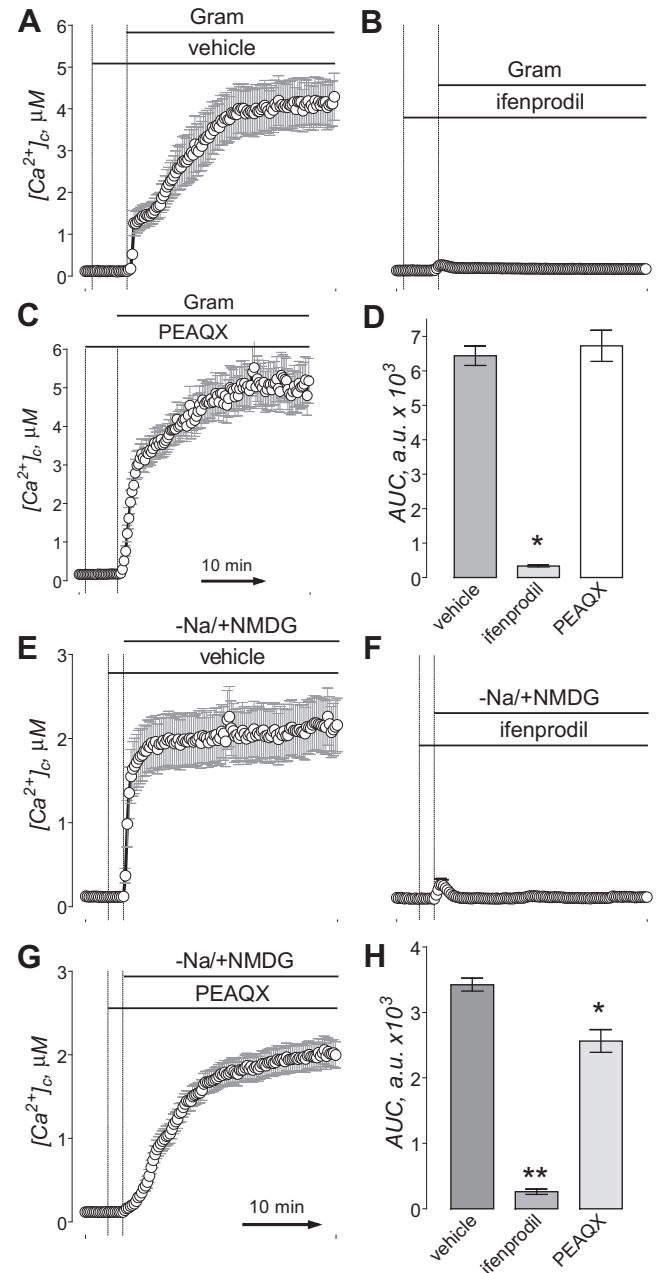 A
Gram
vehicle
[Ca2+]c, μM
6
5
4
3
2
1
0
B
Gram
ifenprodil
C
Gram
PEAQX
[Ca2+]c, μM
6
5
4
3
2
1
0
10 min
D
AUC, a.u. x 10³
7
6
5
4
3
2
1
0
*
vehicle
ifenprodil
PEAQX
E
-Na/+NMDG
vehicle
[Ca2+]c, μM
3
2
1
0
F
-Na/+NMDG
ifenprodil
G
-Na/+NMDG
PEAQX
[Ca2+]c, μM
3
2
1
0
10 min
H
AUC, a.u. x10³
4
3
2
1
0
**
*
vehicle
ifenprodil
PEAQX